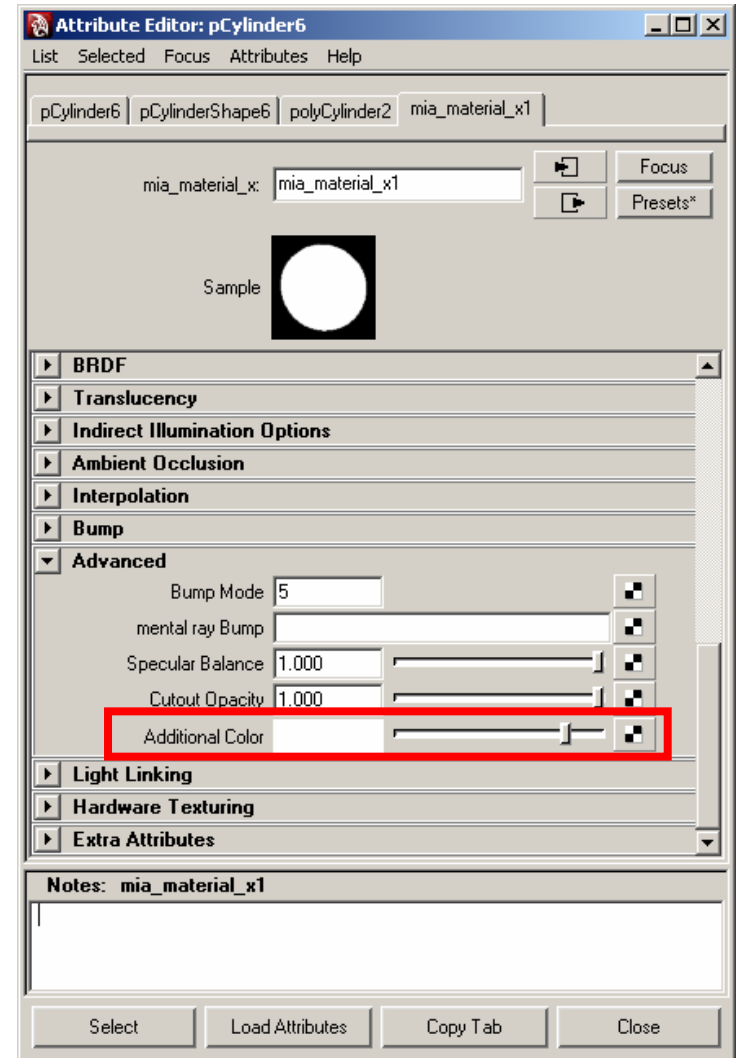 Attribute Editor: pCylinder6
List Selected Focus Attributes Help
pCylinder6 pCylinderShape6 polyCylinder2 mia_material_x1
mia_material_x: mia_material_x1
Focus
Presets*
Sample
BRDF
Translucency
Indirect Illumination Options
Ambient Occlusion
Interpolation
Bump
Advanced
Bump Mode 5
mental ray Bump
Specular Balance 1.000
Cutout Opacity 1.000
Additional Color
Light Linking
Hardware Texturing
Extra Attributes
Notes: mia_material_x1
Select Load Attributes Copy Tab Close